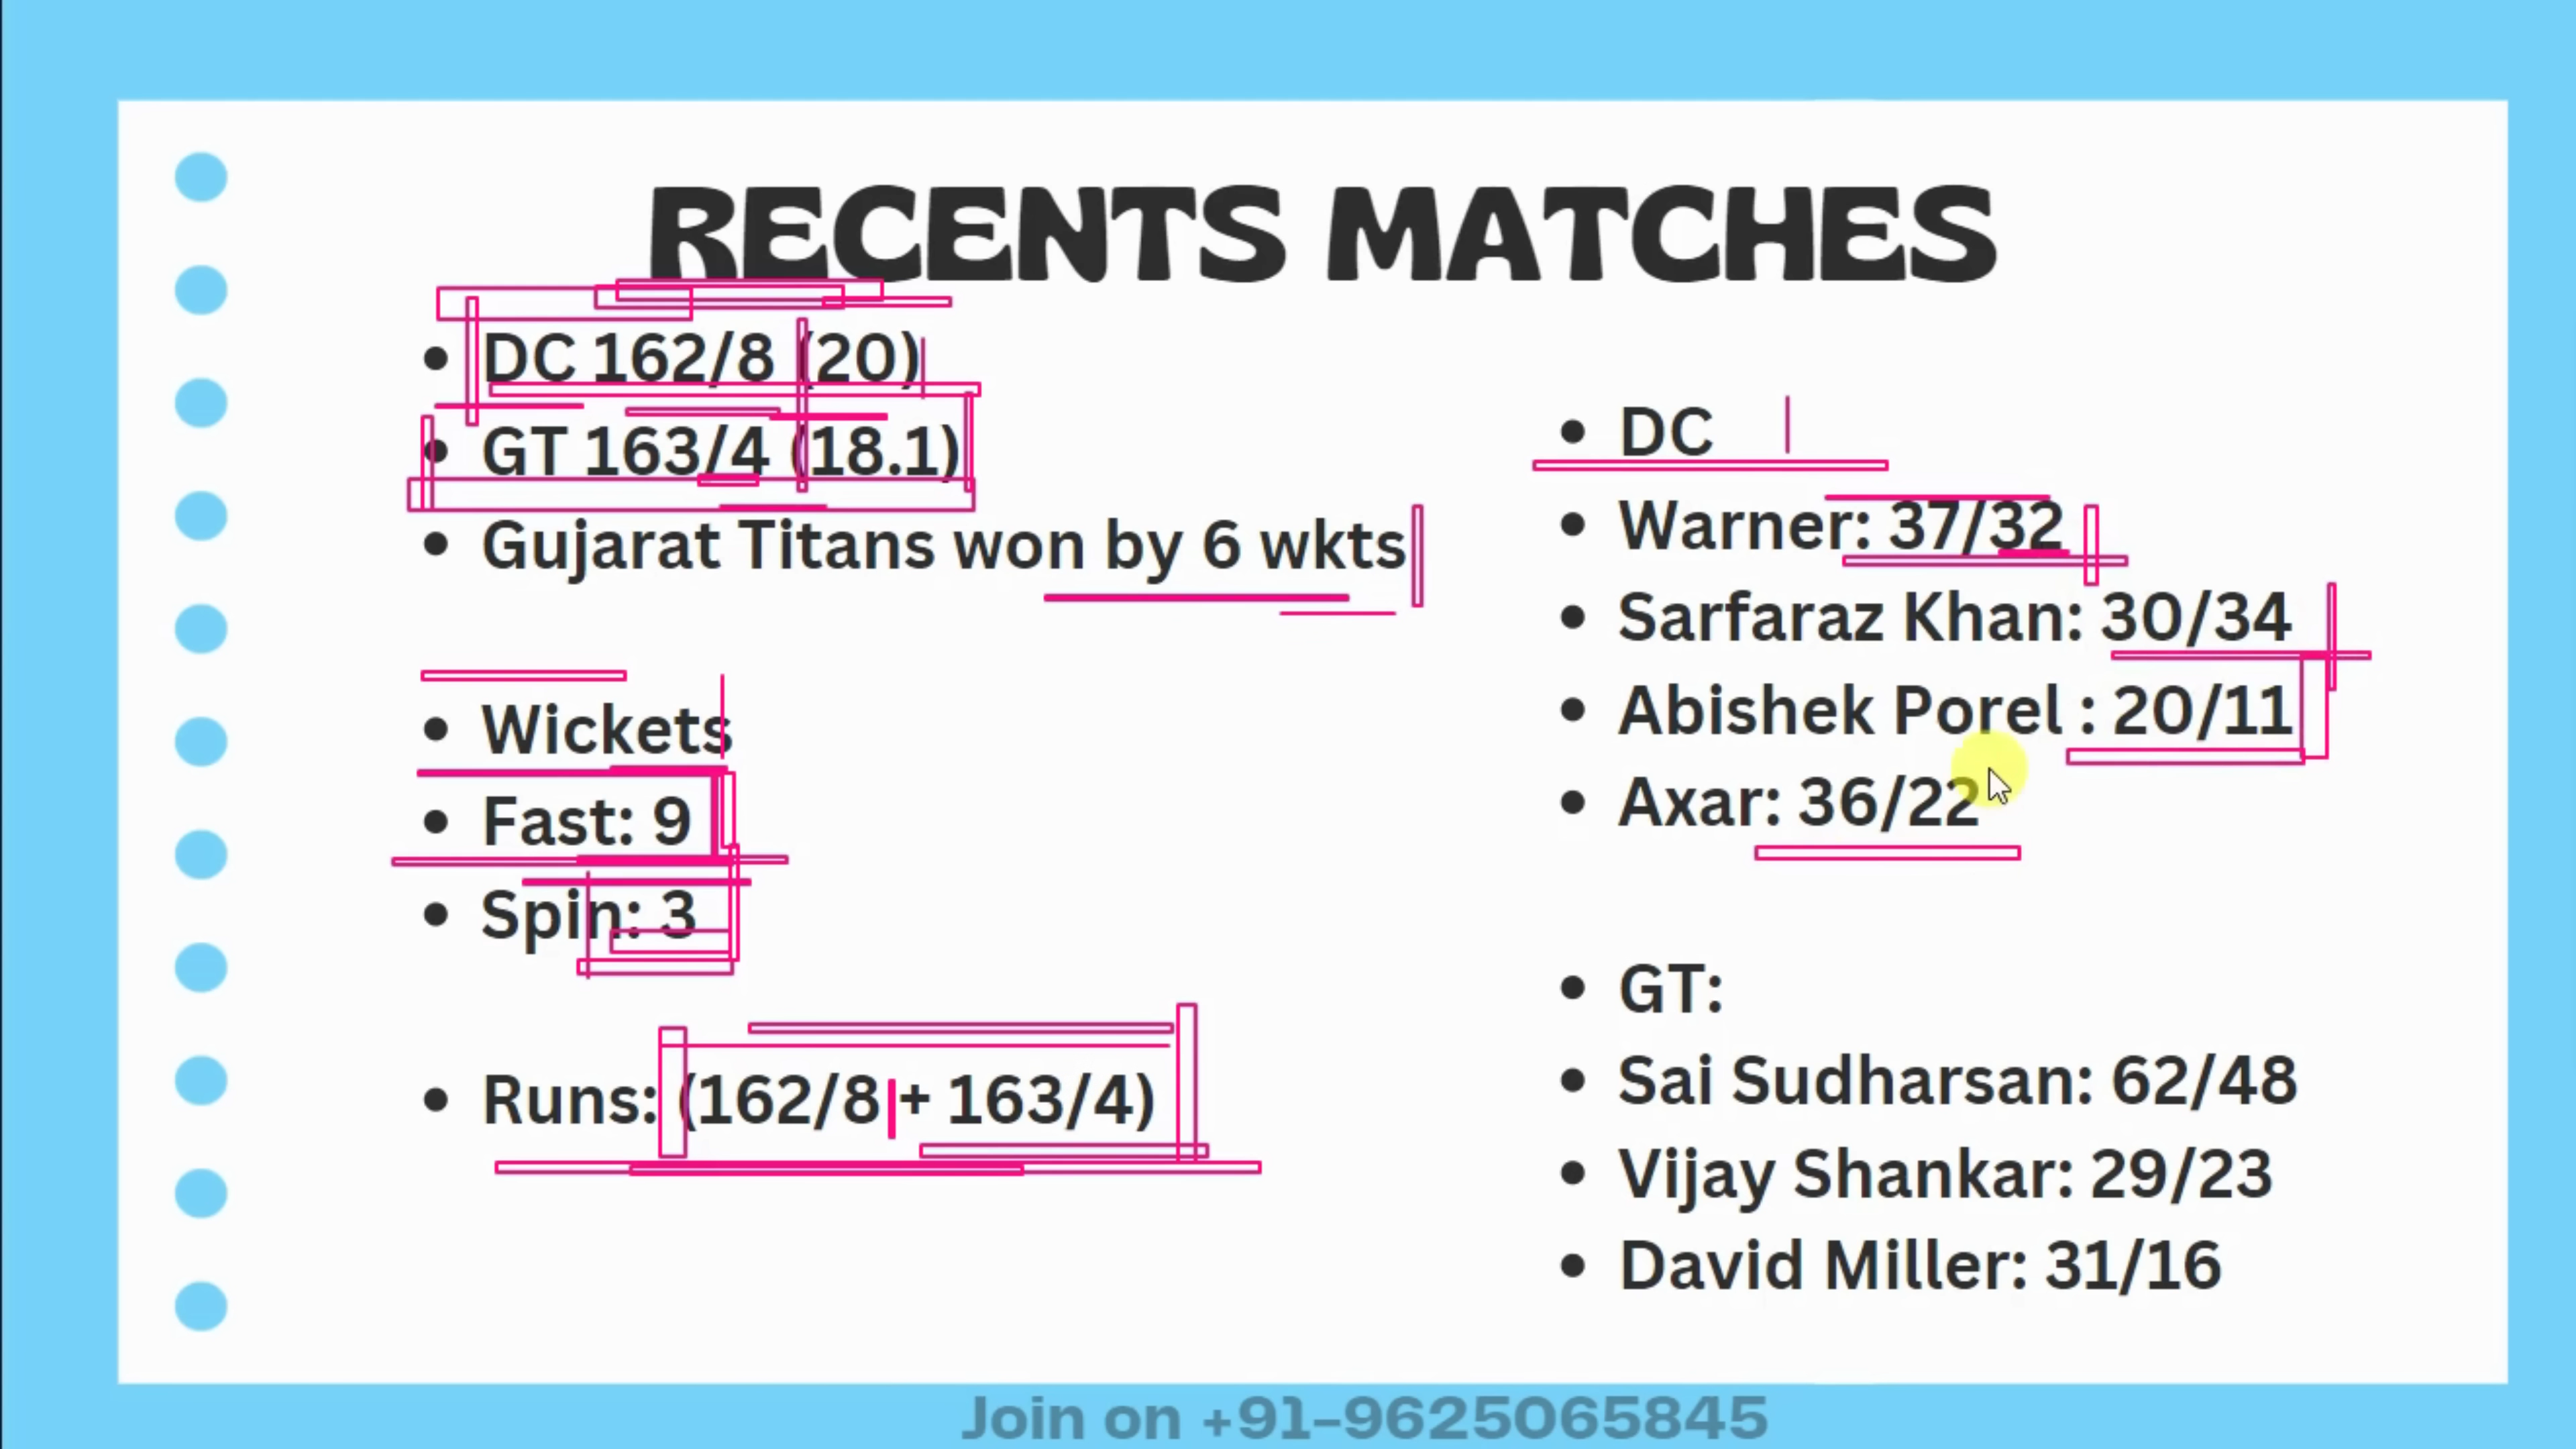 RECENTS MATCHES
DC 162/8 (20)
GT 163/4 (18.1)
Gujarat Titans won by 6 wkts
Wickets
Fast: 9
Spin: 3
Runs: (162/8 + 163/4)
DC
Warner: 37/32
Sarfaraz Khan: 30/34
Abishek Porel : 20/11
Axar: 36/22
GT:
Sai Sudharsan: 62/48
Vijay Shankar: 29/23
David Miller: 31/16
Join on +91-9625065845